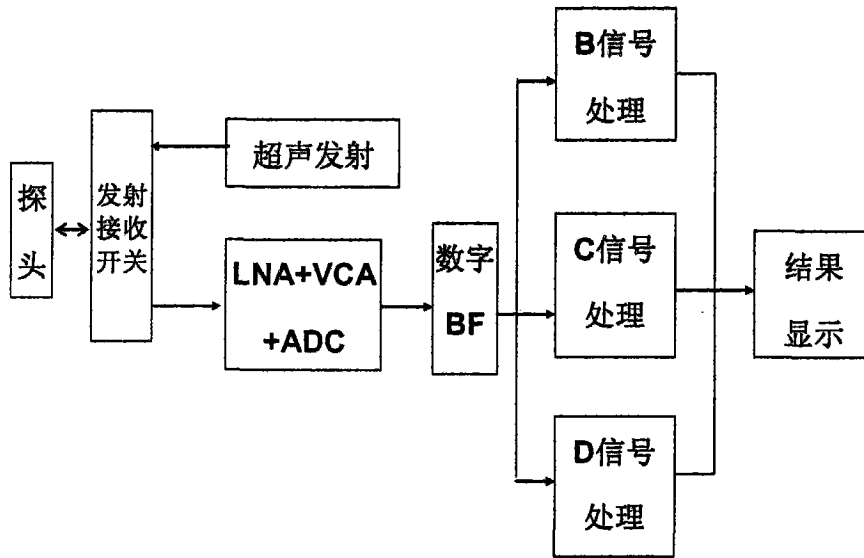 探
头
发射
接收
开关
超声发射
LNA+VCA
+ADC
数字
BF
B信号
处理
C信号
处理
D信号
处理
结果
显示